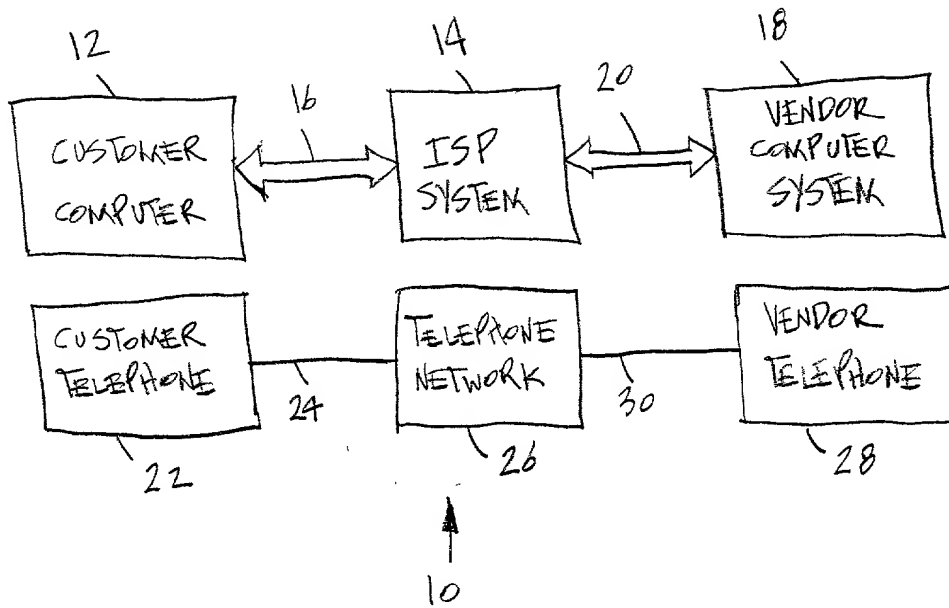 12
14
18
CUSTOMER
COMPUTER
16
ISP
SYSTEM
20
VENDOR
COMPUTER
SYSTEM
CUSTOMER
TELEPHONE
24
TELEPHONE
NETWORK
30
VENDOR
TELEPHONE
22
26
28
10